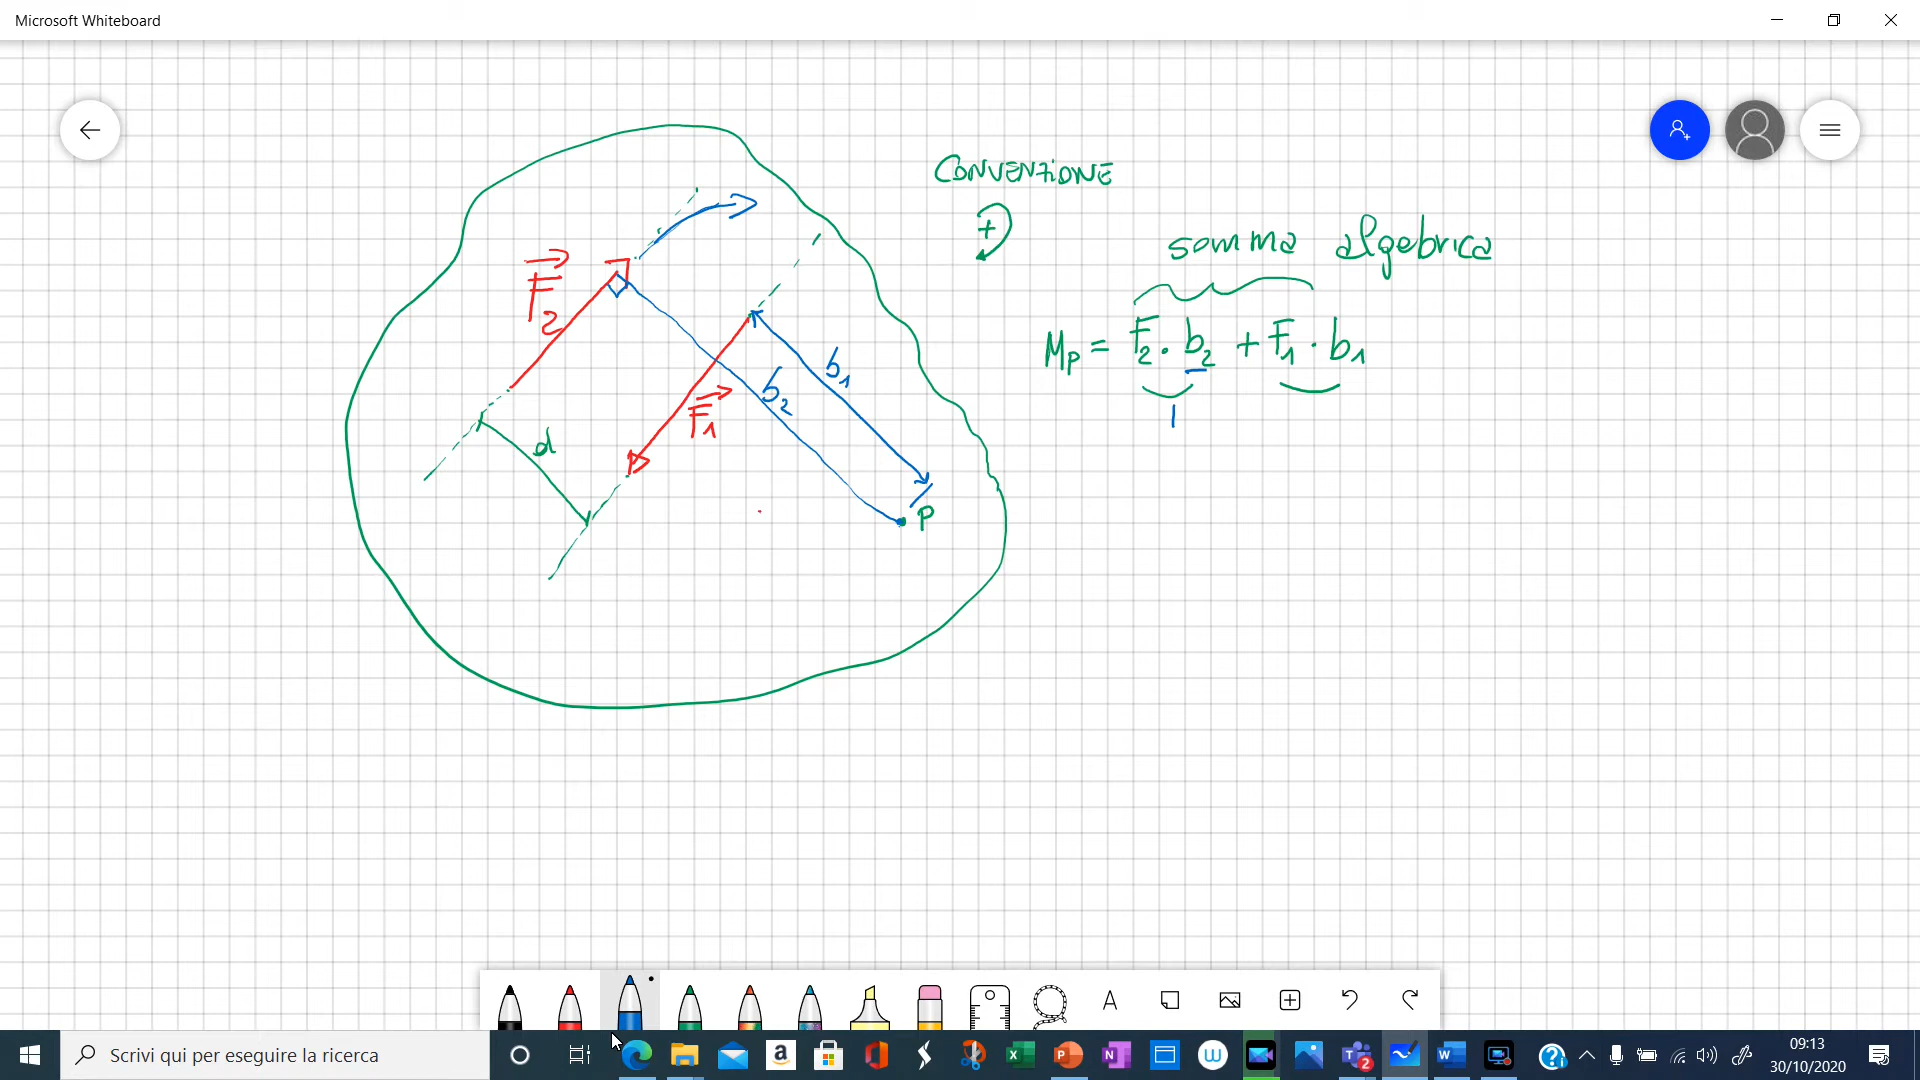 Microsoft Whiteboard
CONVENZIONE
+
somma algebrica
Mp = F2 · b2 + F1 · b1
F2
b1
b2
F1
d
P
A
Scrivi qui per eseguire la ricerca
2
09:13
30/10/2020